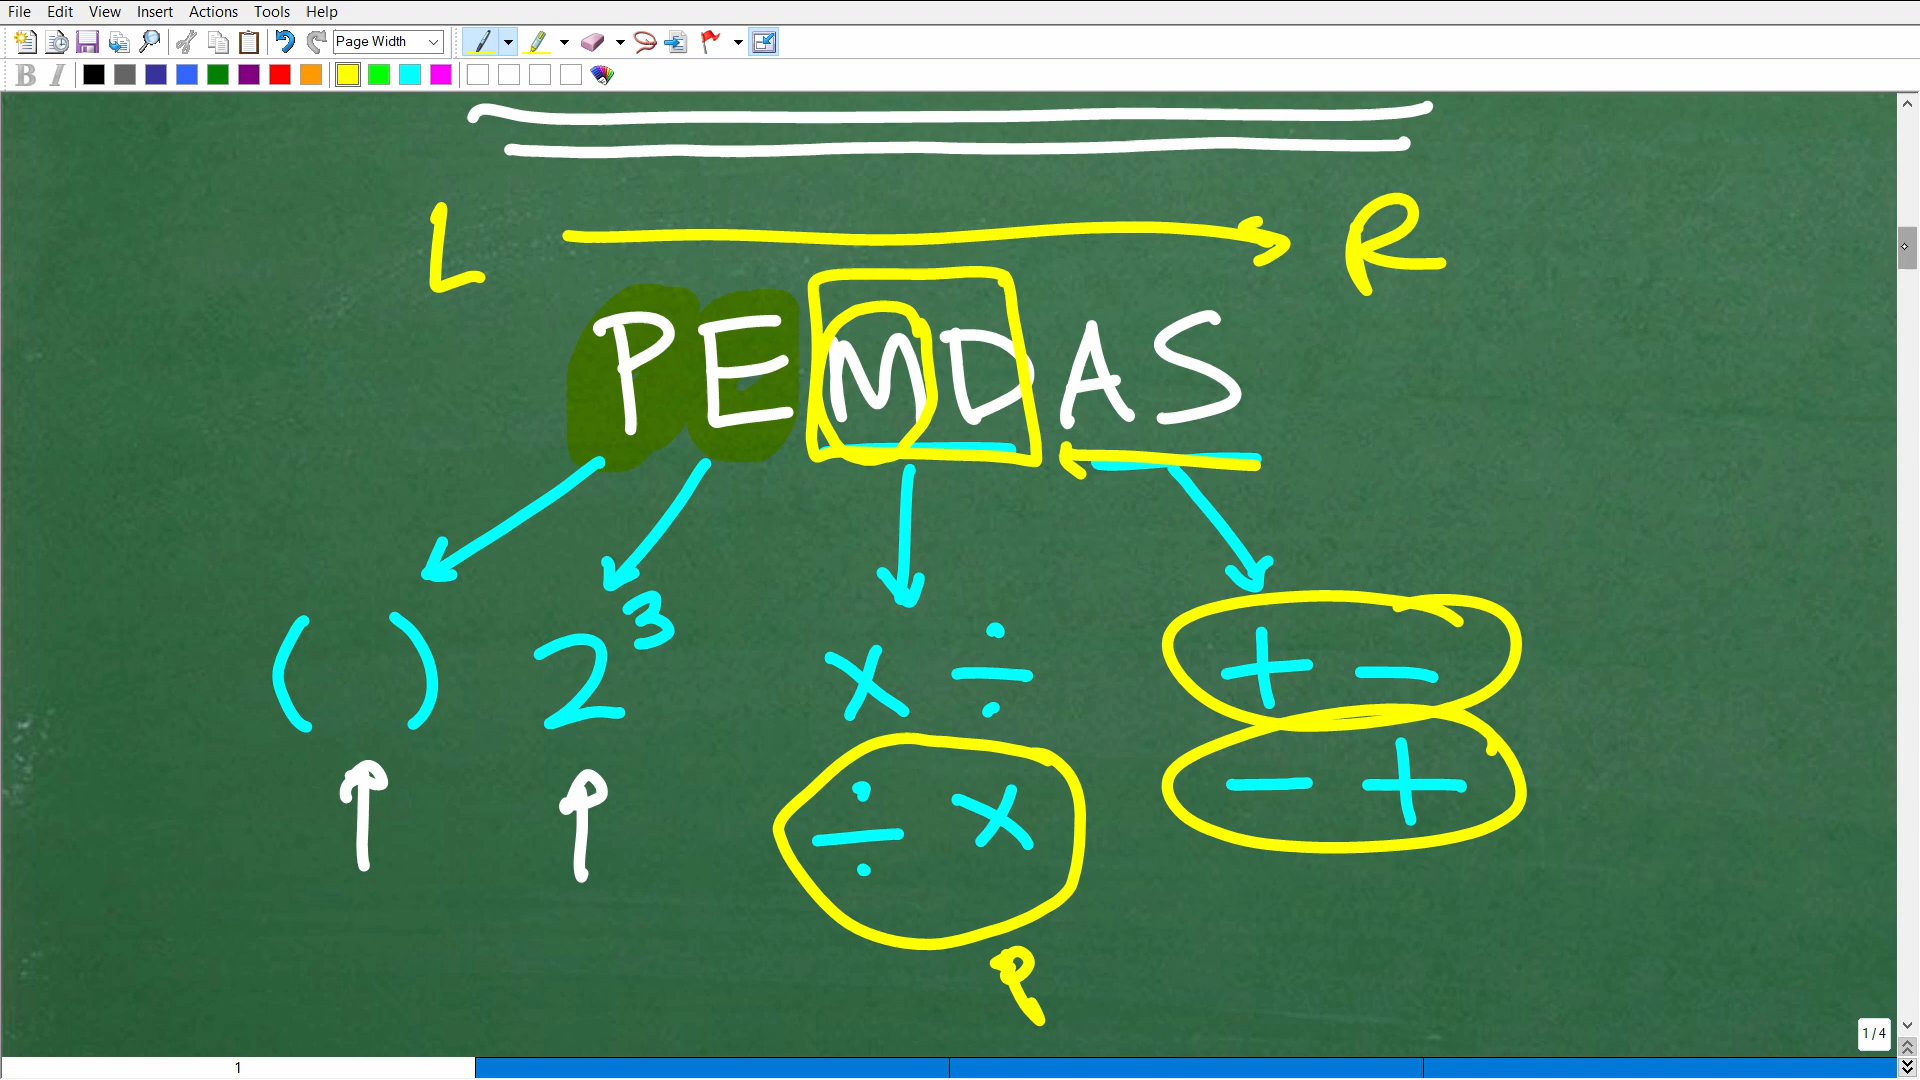 File Edit View Insert Actions Tools Help
Page Width
B I
L R
PEMDAS
( ) 2³ × ÷ + −
÷ × − +
1 / 4
1